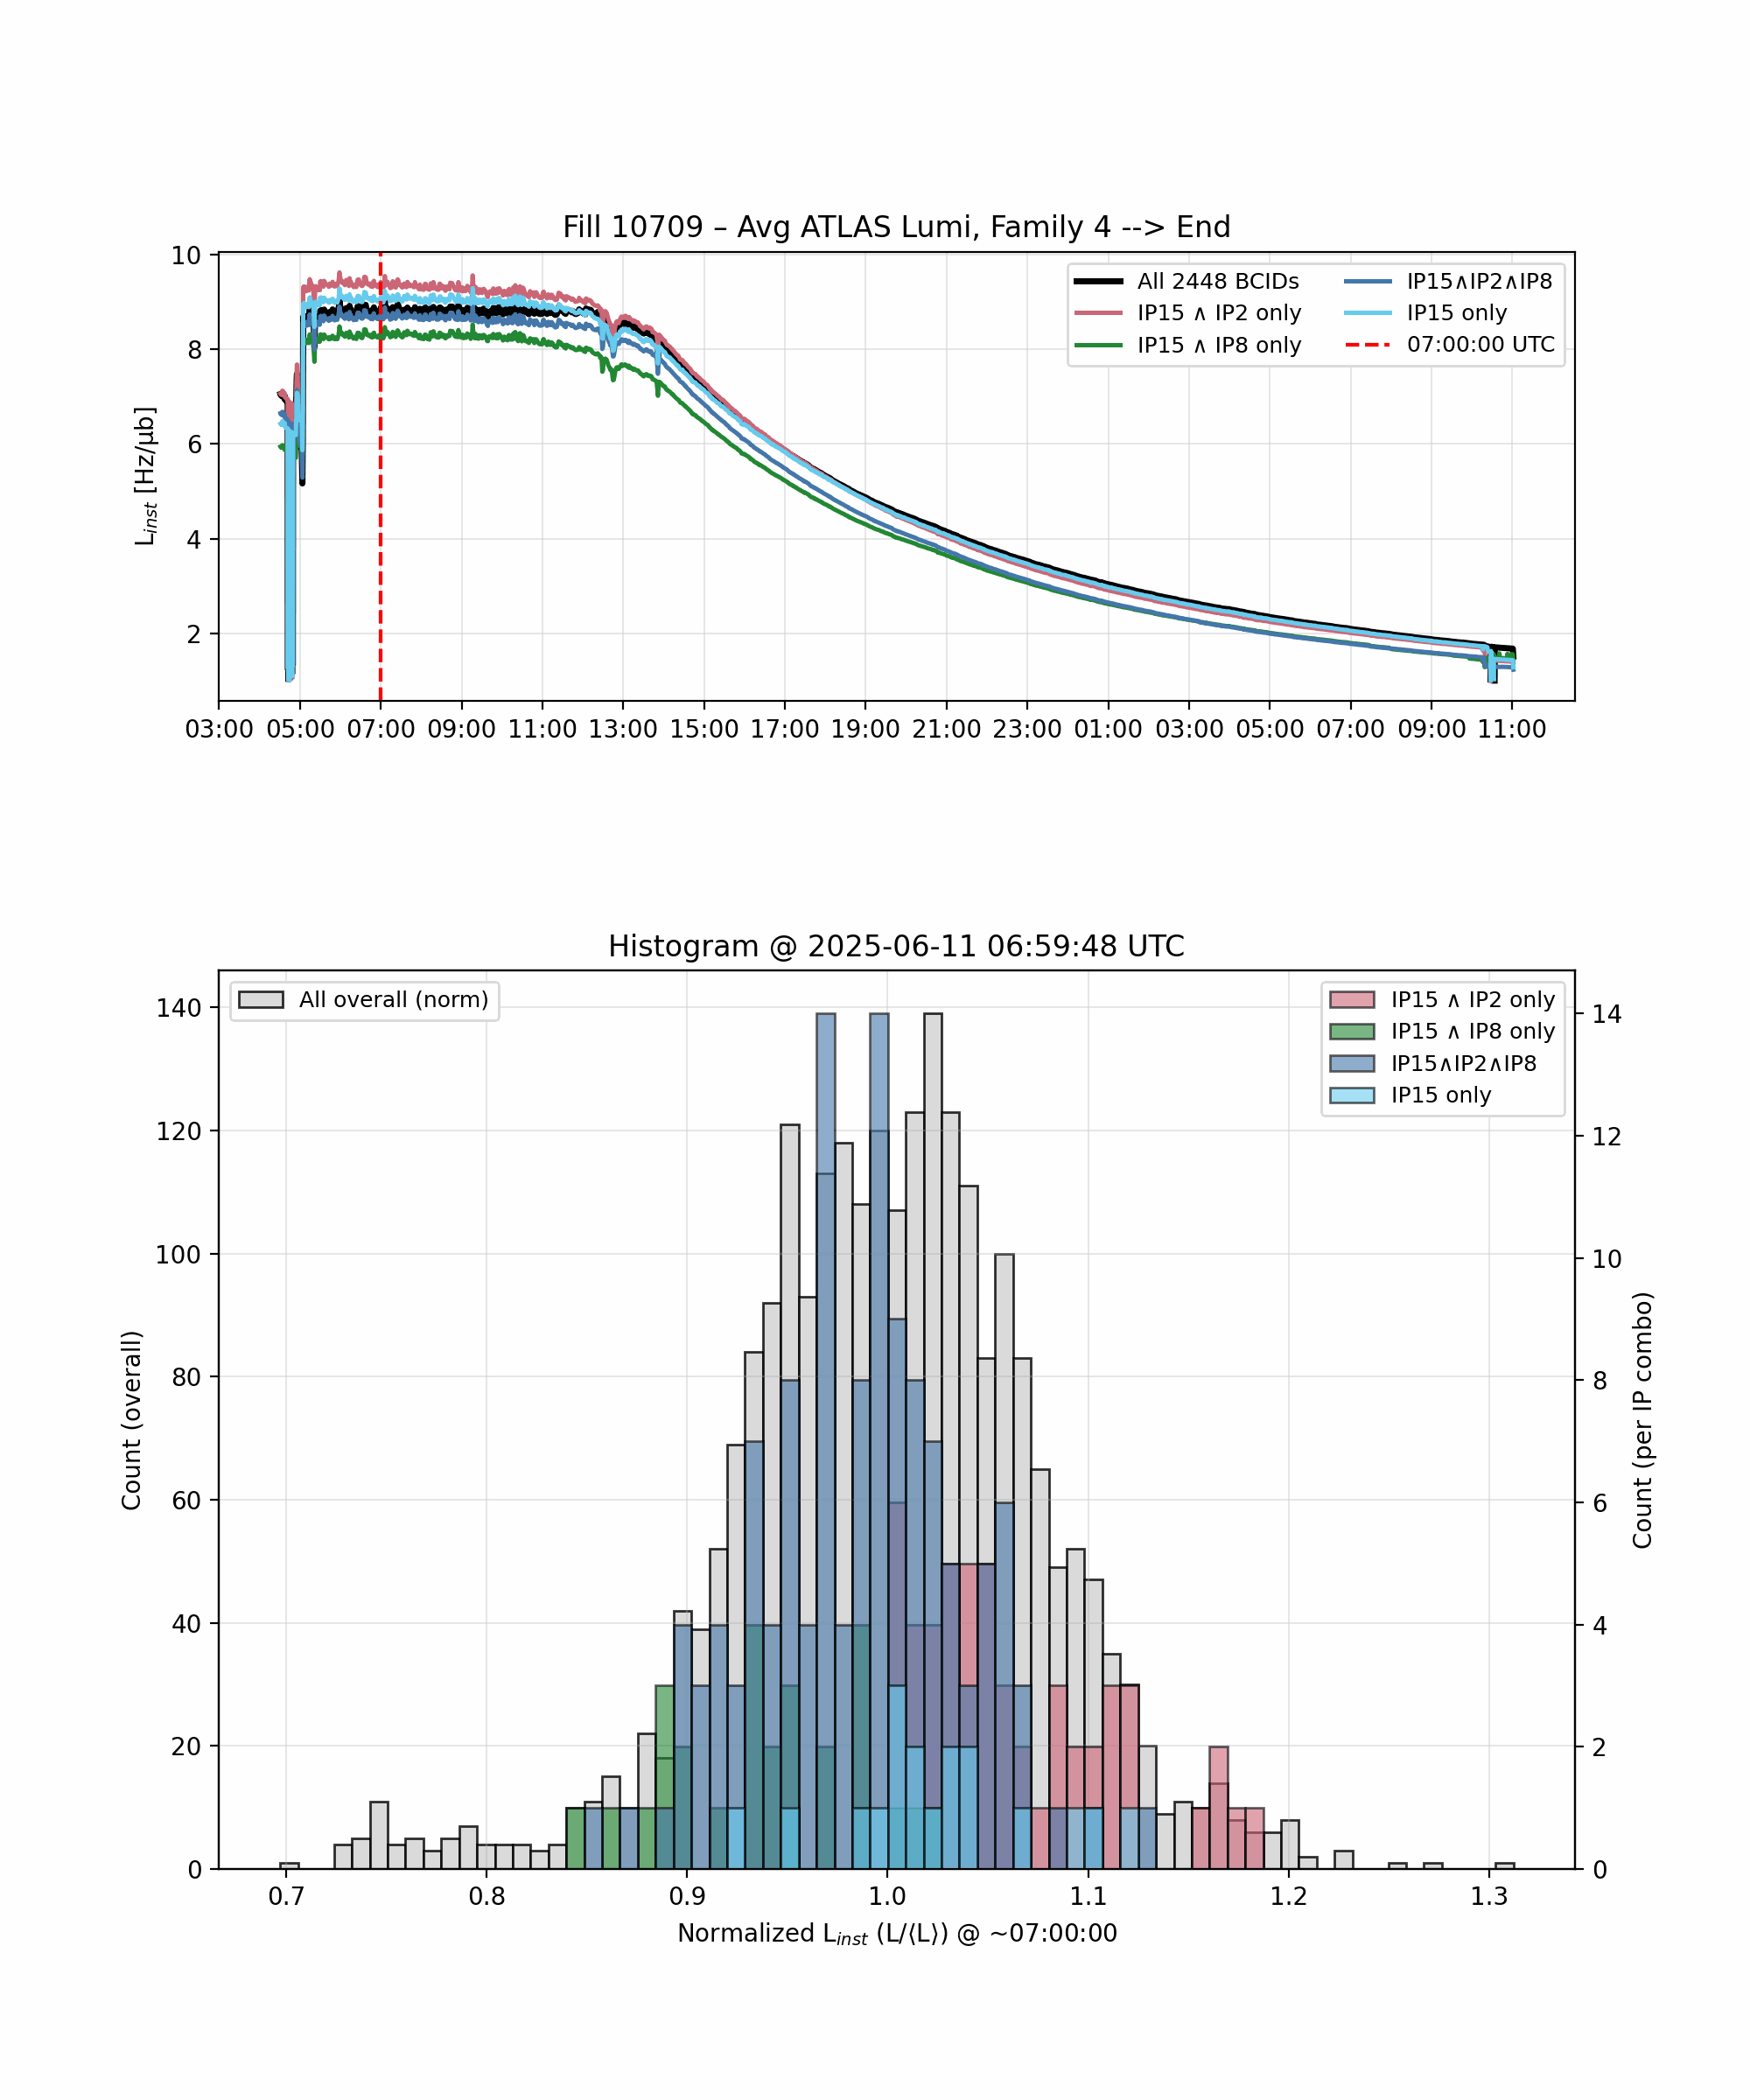 Fill 10709 – Avg ATLAS Lumi, Family 4 --> End
10
8
6
4
2
L_inst [Hz/μb]
All 2448 BCIDs
IP15 ∧ IP2 only
IP15 ∧ IP8 only
IP15∧IP2∧IP8
IP15 only
07:00:00 UTC
03:00 05:00 07:00 09:00 11:00 13:00 15:00 17:00 19:00 21:00 23:00 01:00 03:00 05:00 07:00 09:00 11:00
Histogram @ 2025-06-11 06:59:48 UTC
All overall (norm)
IP15 ∧ IP2 only
IP15 ∧ IP8 only
IP15∧IP2∧IP8
IP15 only
140
120
100
80
60
40
20
0
Count (overall)
14
12
10
8
6
4
2
0
Count (per IP combo)
0.7 0.8 0.9 1.0 1.1 1.2 1.3
Normalized L_inst (L/⟨L⟩) @ ~07:00:00